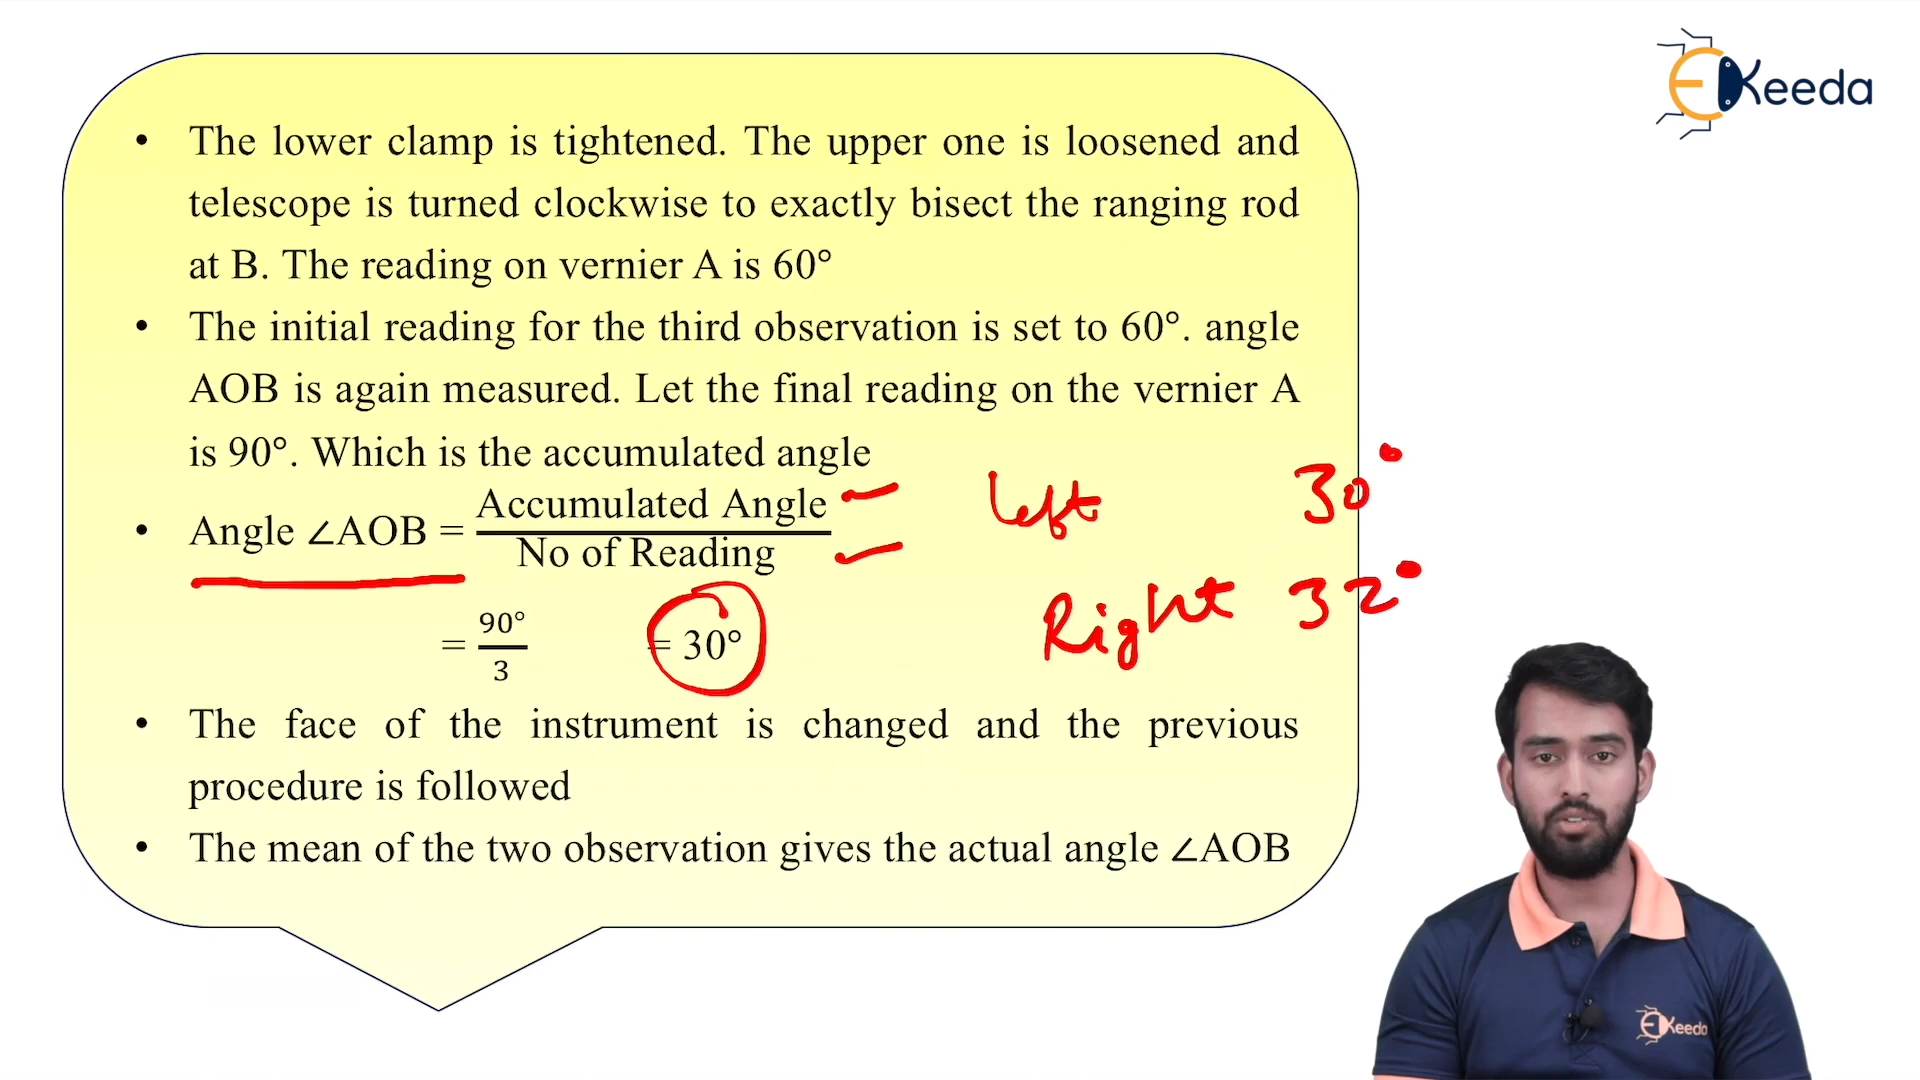 EKeeda
• The lower clamp is tightened. The upper one is loosened and
telescope is turned clockwise to exactly bisect the ranging rod
at B. The reading on vernier A is 60°
• The initial reading for the third observation is set to 60°. angle
AOB is again measured. Let the final reading on the vernier A
is 90°. Which is the accumulated angle
• Angle ∠AOB = Accumulated Angle
No of Reading
Left 30°
Right 32°
= 90°
3
= 30°
• The face of the instrument is changed and the previous
procedure is followed
• The mean of the two observation gives the actual angle ∠AOB
EKeeda